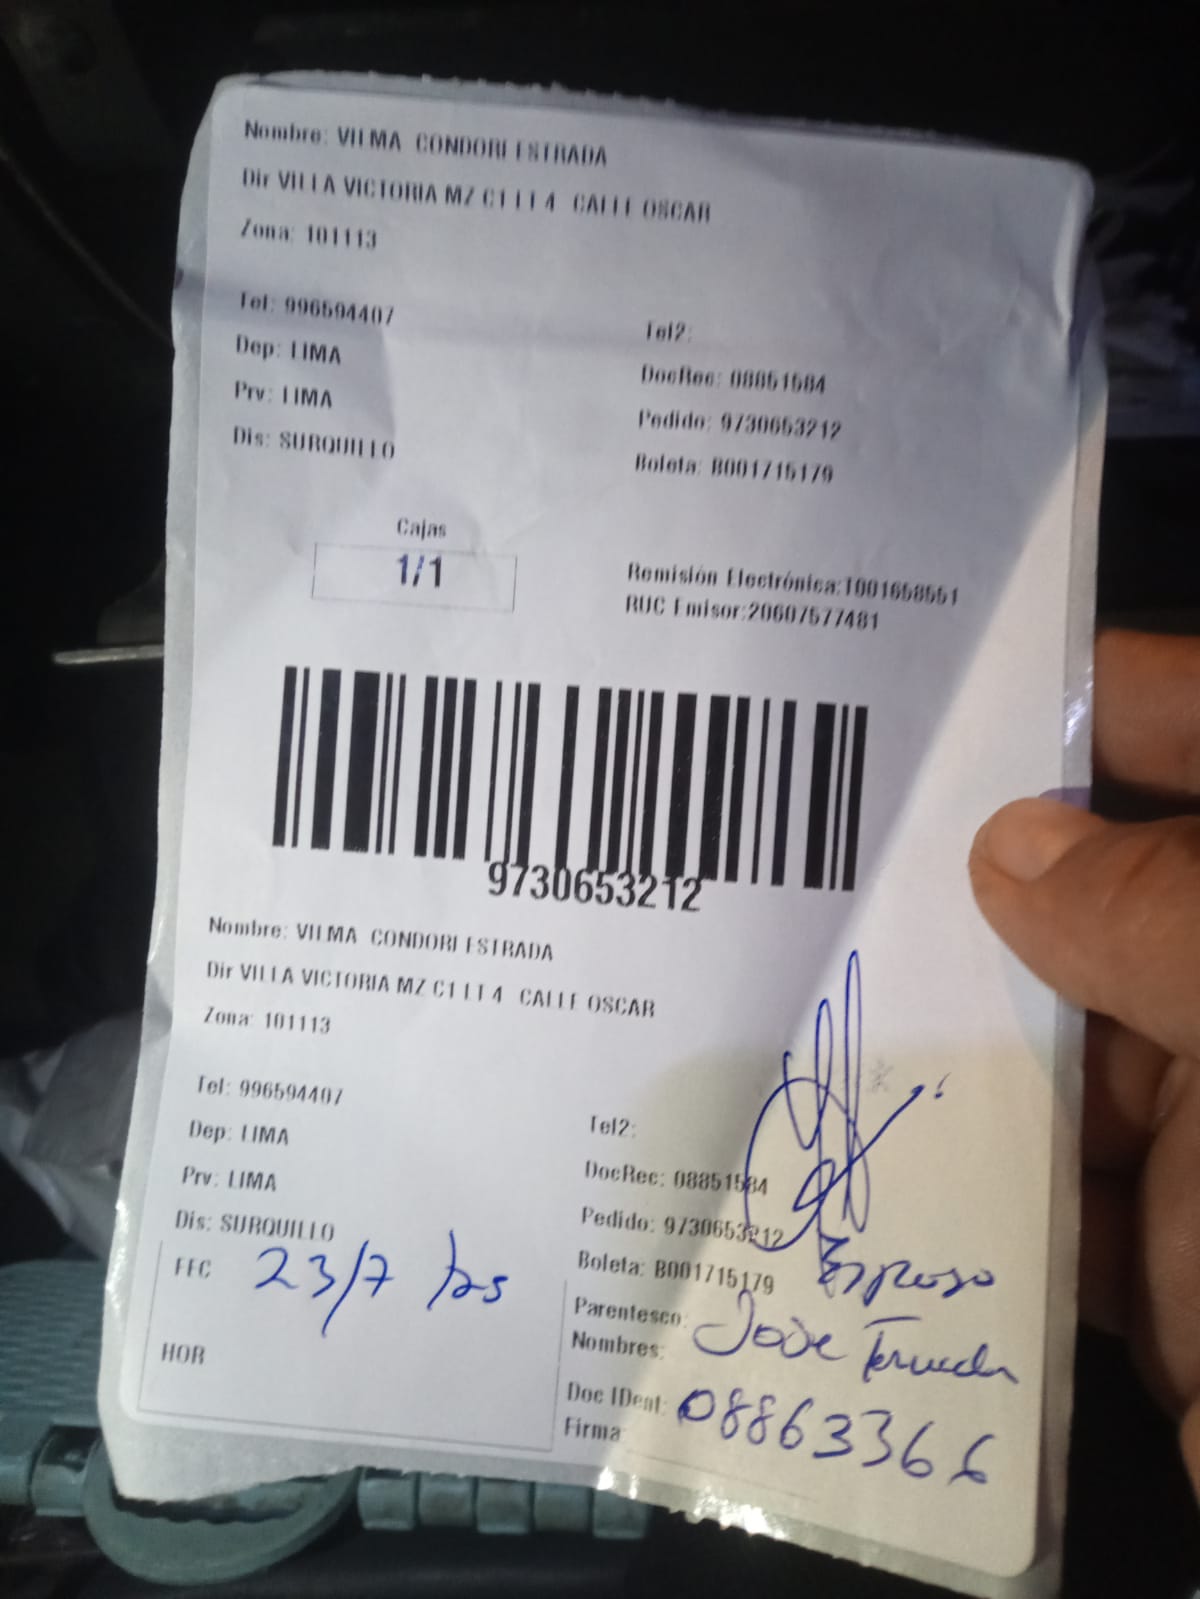 Nombre: VILMA CONDORI ESTRADA
Dir VILLA VICTORIA MZ C1 LT 4 CALLE OSCAR
Zona: 101113
Tel: 996594407
Tel2:
Dep: LIMA
DocRec: 08851584
Prv: LIMA
Pedido: 9730653212
Dis: SURQUILLO
Boleta: B001715179
Cajas
1/1
Remisión Electrónica:T001658551
RUC Emisor:20607577481
9730653212
Nombre: VILMA CONDORI ESTRADA
Dir VILLA VICTORIA MZ C1 LT 4 CALLE OSCAR
Zona: 101113
Tel: 996594407
Tel2:
Dep: LIMA
DocRec: 08851584
Prv: LIMA
Pedido: 9730653212
Dis: SURQUILLO
Boleta: B001715179
FEC 23/7
Parentesco: Esposo
Nombres: Jose
HOR
Doc IDent: 08863366
Firma: